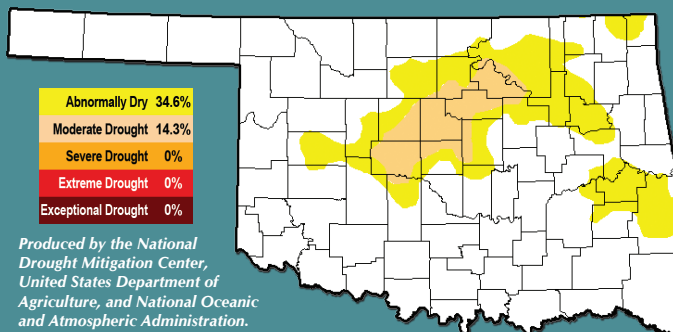 Abnormally Dry 34.6%
Moderate Drought 14.3%
Severe Drought 0%
Extreme Drought 0%
Exceptional Drought 0%
Produced by the National
Drought Mitigation Center,
United States Department of
Agriculture, and National Oceanic
and Atmospheric Administration.